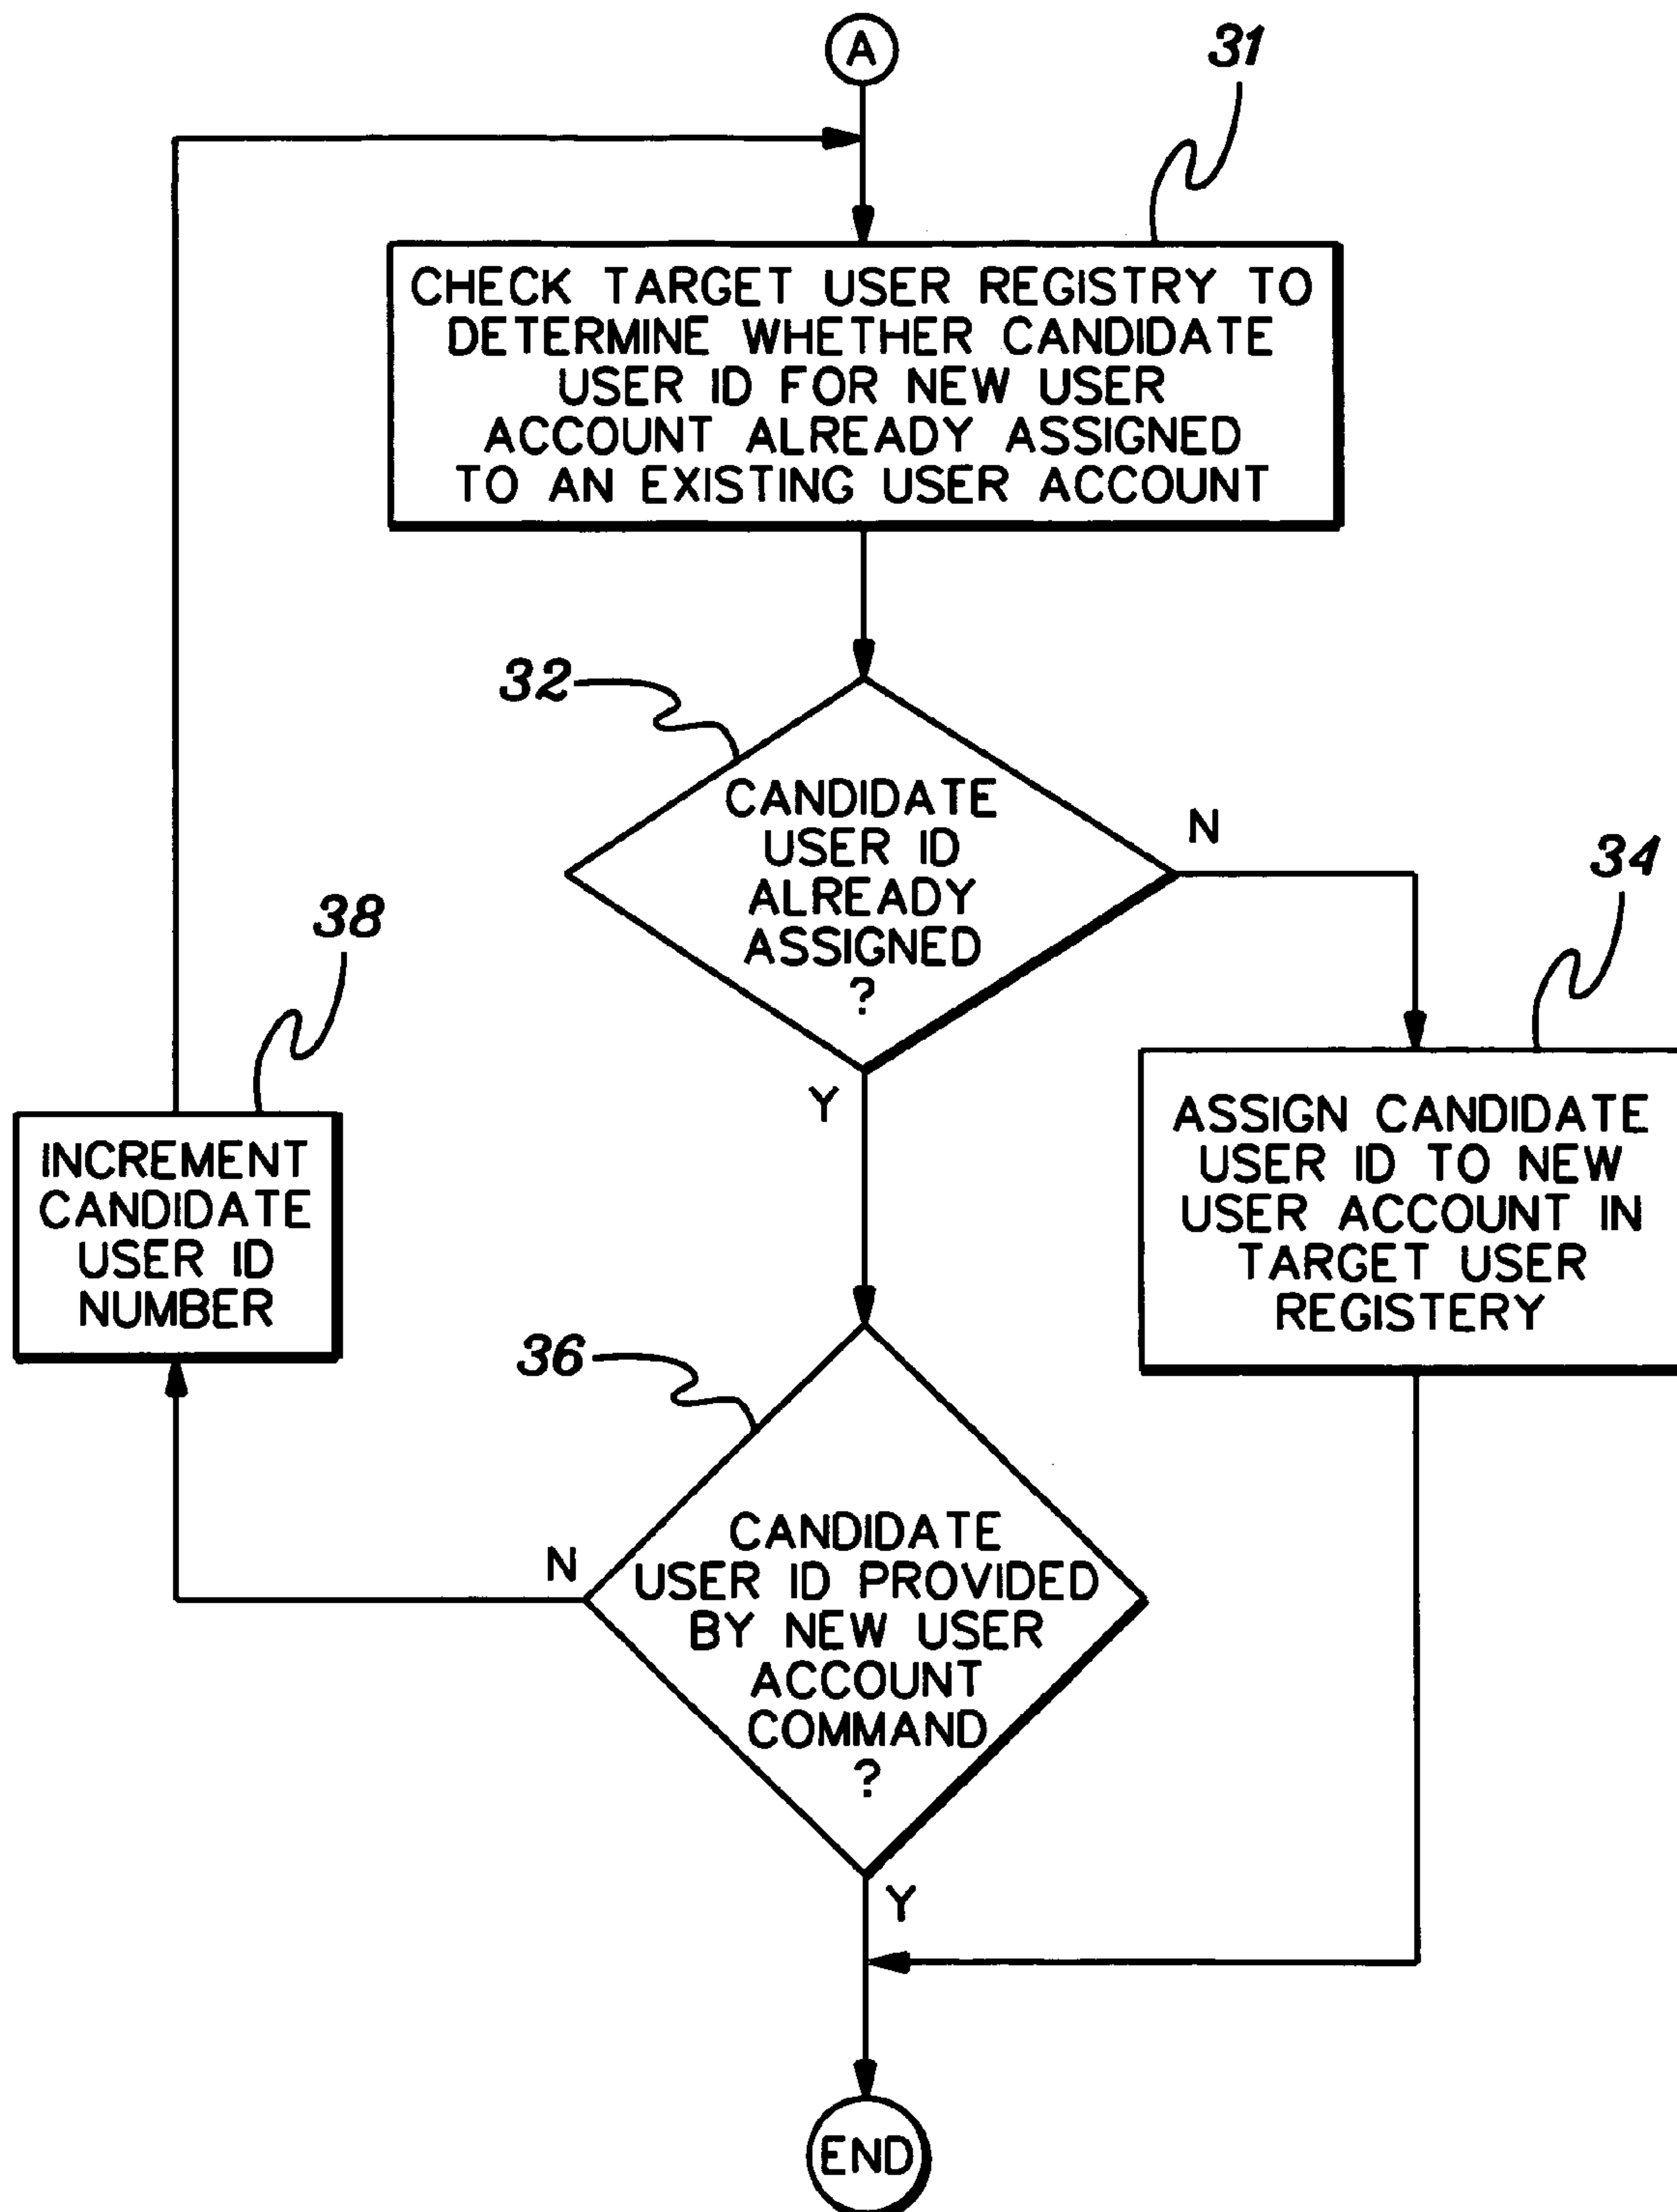 A
31
CHECK TARGET USER REGISTRY TO
DETERMINE WHETHER CANDIDATE
USER ID FOR NEW USER
ACCOUNT ALREADY ASSIGNED
TO AN EXISTING USER ACCOUNT
32
CANDIDATE
USER ID
ALREADY
ASSIGNED
?
N
Y
34
ASSIGN CANDIDATE
USER ID TO NEW
USER ACCOUNT IN
TARGET USER
REGISTERY
38
INCREMENT
CANDIDATE
USER ID
NUMBER
36
CANDIDATE
USER ID PROVIDED
BY NEW USER
ACCOUNT
COMMAND
?
N
Y
END